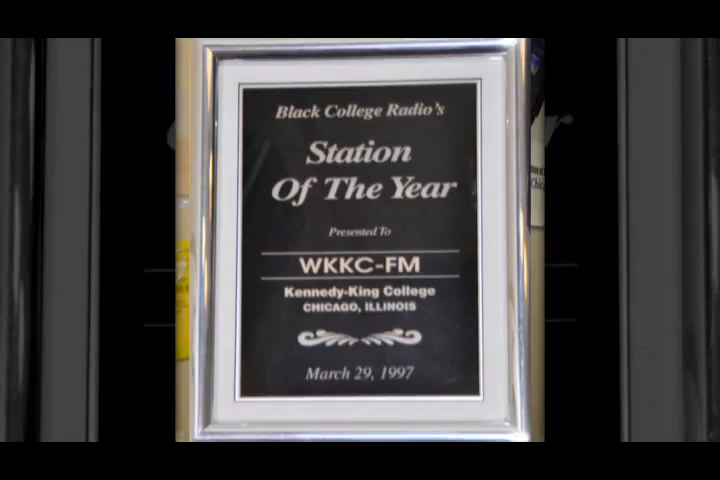 Black College Radio's
Station
Of The Year
Presented To
WKKC-FM
Kennedy-King College
CHICAGO, ILLINOIS
March 29, 1997